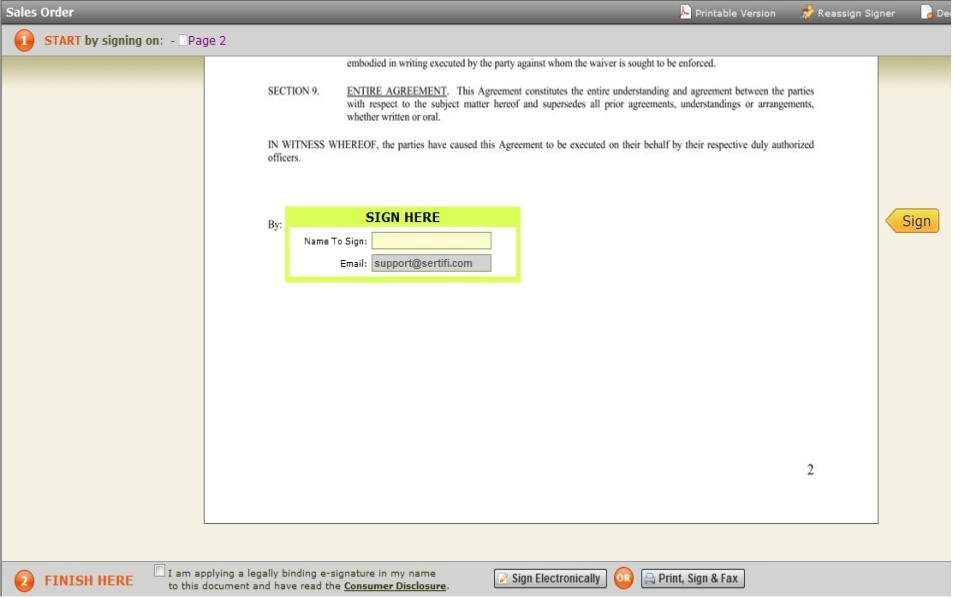 Sales Order
Printable Version
Reassign Signer
1 START by signing on: - Page 2
embodied in writing executed by the party against whom the waiver is sought to be enforced.
SECTION 9. ENTIRE AGREEMENT. This Agreement constitutes the entire understanding and agreement between the parties
with respect to the subject matter hereof and supersedes all prior agreements, understandings or arrangements,
whether written or oral.
IN WITNESS WHEREOF, the parties have caused this Agreement to be executed on their behalf by their respective duly authorized
officers.
By:
SIGN HERE
Name To Sign:
Email: support@sertifi.com
Sign
2
2 FINISH HERE
I am applying a legally binding e-signature in my name
to this document and have read the Consumer Disclosure.
Sign Electronically
OR
Print, Sign & Fax